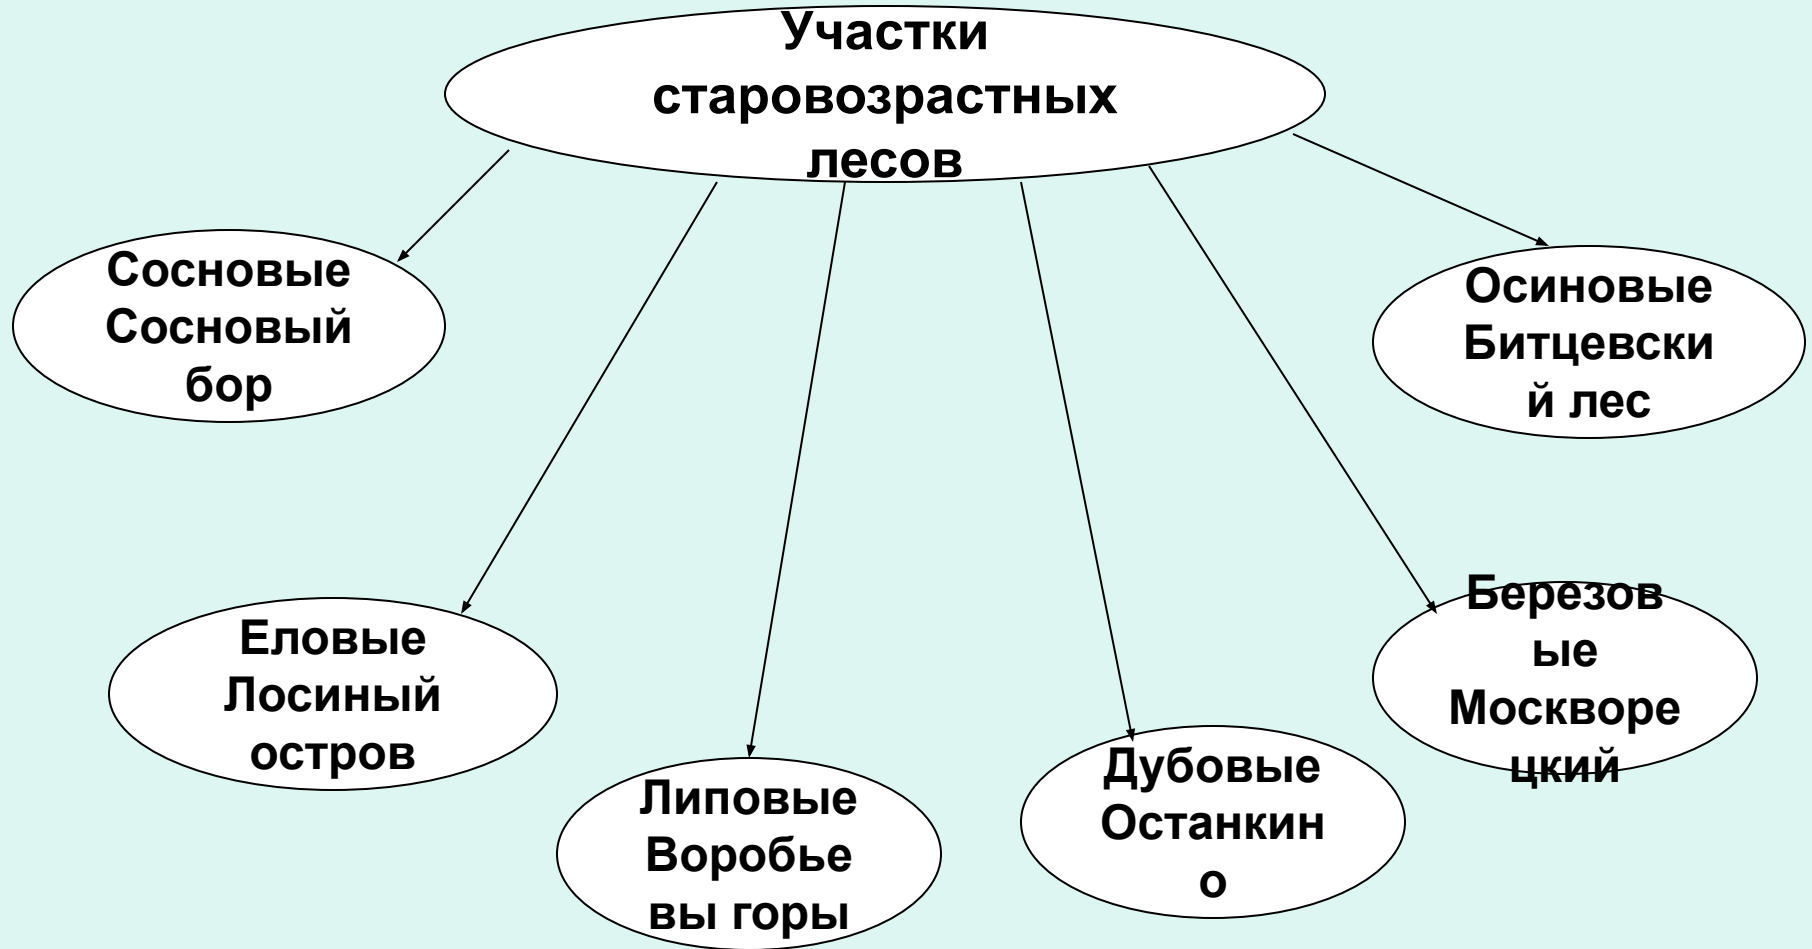 Участки
старовозрастных
лесов
Сосновые
Сосновый
бор
Осиновые
Битцевски
й лес
Еловые
Лосиный
остров
Липовые
Воробье
вы горы
Дубовые
Останкин
о
Березов
ые
Москворе
цкий